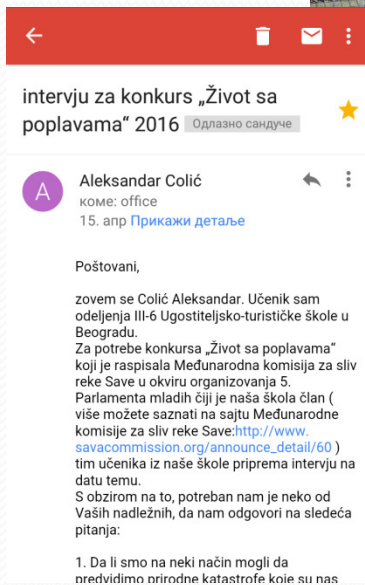 intervju za konkurs „Život sa
poplavama“ 2016 Одлазно сандуче
A
Aleksandar Colić
коме: office
15. апр Прикажи детаље
Poštovani,
zovem se Colić Aleksandar. Učenik sam
odeljenja III-6 Ugostiteljsko-turističke škole u
Beogradu.
Za potrebe konkursa „Život sa poplavama“
koji je raspisala Međunarodna komisija za sliv
reke Save u okviru organizovanja 5.
Parlamenta mladih čiji je naša škola član (
više možete saznati na sajtu Međunarodne
komisije za sliv reke Save:http://www.
savacommission.org/announce_detail/60 )
tim učenika iz naše škole priprema intervju na
datu temu.
S obzirom na to, potreban nam je neko od
Vaših nadležnih, da nam odgovori na sledeća
pitanja:
1. Da li smo na neki način mogli da
predvidimo prirodne katastrofe koje su nas